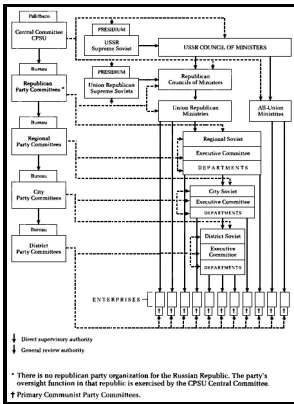 Politburo
Central Committee
CPSU
PRESIDIUM
USSR
Supreme Soviet
USSR COUNCIL OF MINISTERS
Bureau
Republican
Party Committees *
PRESIDIUM
Union Republican
Supreme Soviets
Republican
Councils of Ministers
Union Republican
Ministries
All-Union
Ministries
Bureau
Regional
Party Committees
Regional Soviet
Executive Committee
DEPARTMENTS
Bureau
City
Party Committees
City Soviet
Executive Committee
DEPARTMENTS
Bureau
District
Party Committees
District Soviet
Executive
Committee
DEPARTMENTS
ENTERPRISES
† † † † † † † † † † †
Direct supervisory authority
General review authority
* There is no republican party organization for the Russian Republic. The party's
oversight function in that republic is exercised by the CPSU Central Committee.
† Primary Communist Party Committees.